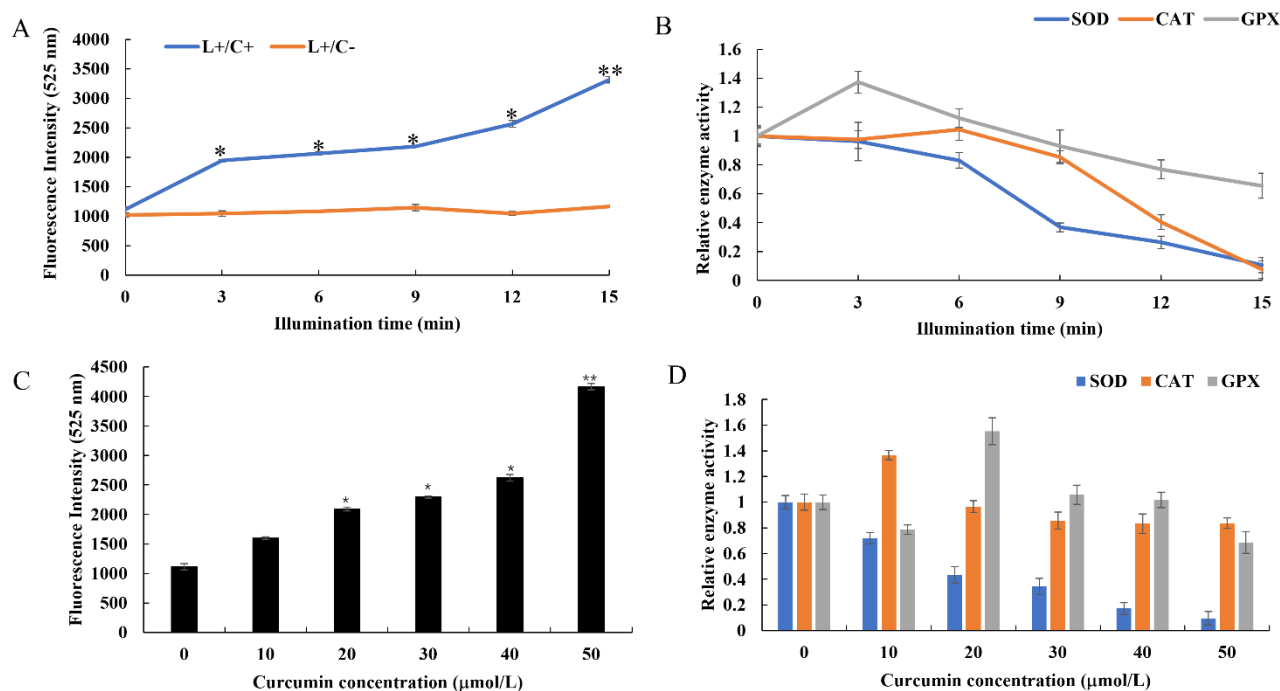 A
L+/C+ L+/C-
Fluorescence Intensity (525 nm)
4000
3500
3000
2500
2000
1500
1000
500
0
* * * * **
0 3 6 9 12 15
Illumination time (min)
B
SOD CAT GPX
Relative enzyme activity
1.6
1.4
1.2
1
0.8
0.6
0.4
0.2
0
0 3 6 9 12 15
Illumination time (min)
C
Fluorescence Intensity (525 nm)
4500
4000
3500
3000
2500
2000
1500
1000
500
0
* * * **
0 10 20 30 40 50
Curcumin concentration (μmol/L)
D
SOD CAT GPX
Relative enzyme activity
1.8
1.6
1.4
1.2
1
0.8
0.6
0.4
0.2
0
0 10 20 30 40 50
Curcumin concentration (μmol/L)